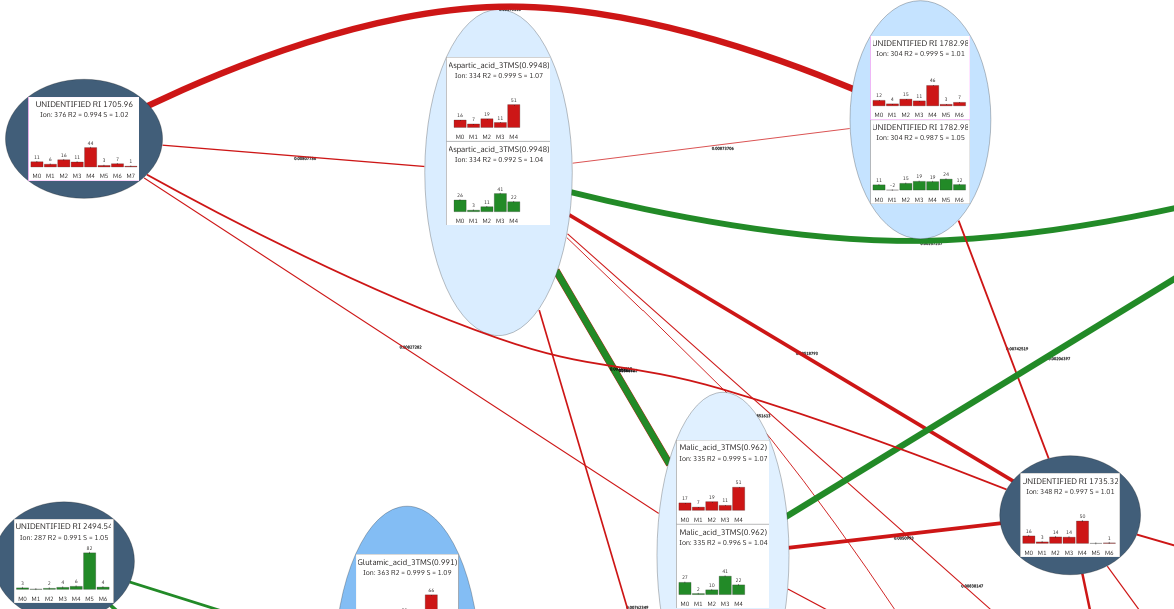 UNIDENTIFIED RI 1705.96
Ion: 376 R2 = 0.994 S = 1.02
11 6 16 11 44 3 7 1
M0 M1 M2 M3 M4 M5 M6 M7
Aspartic_acid_3TMS(0.9948)
Ion: 334 R2 = 0.999 S = 1.07
16 7 19 11 51
M0 M1 M2 M3 M4
Aspartic_acid_3TMS(0.9948)
Ion: 334 R2 = 0.992 S = 1.04
24 3 11 41 22
M0 M1 M2 M3 M4
UNIDENTIFIED RI 1782.98
Ion: 304 R2 = 0.999 S = 1.01
12 4 15 11 46 3 7
M0 M1 M2 M3 M4 M5 M6
UNIDENTIFIED RI 1782.98
Ion: 304 R2 = 0.987 S = 1.05
11 -2 15 19 18 24 12
M0 M1 M2 M3 M4 M5 M6
Malic_acid_3TMS(0.962)
Ion: 335 R2 = 0.999 S = 1.07
17 7 19 11 51
M0 M1 M2 M3 M4
Malic_acid_3TMS(0.962)
Ion: 335 R2 = 0.996 S = 1.04
27 2 10 41 22
M0 M1 M2 M3 M4
UNIDENTIFIED RI 1735.32
Ion: 348 R2 = 0.997 S = 1.01
16 3 14 14 50 1
M0 M1 M2 M3 M4 M5 M6
UNIDENTIFIED RI 2494.54
Ion: 287 R2 = 0.991 S = 1.05
3 2 4 6 82 4
M0 M1 M2 M3 M4 M5 M6
Glutamic_acid_3TMS(0.991)
Ion: 363 R2 = 0.999 S = 1.09
66